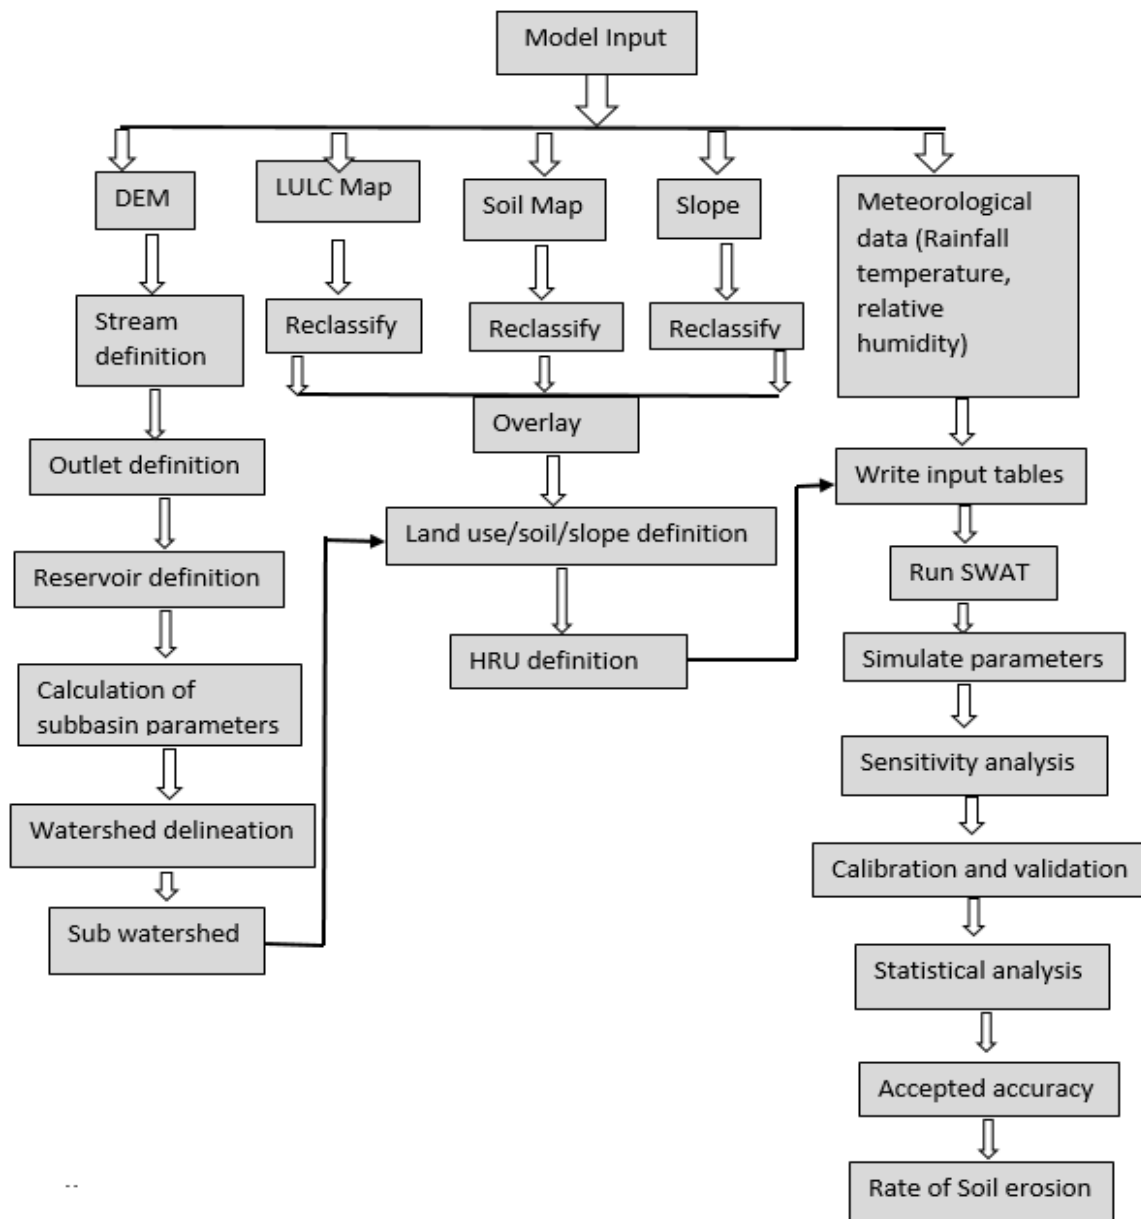 Model Input
DEM
LULC Map
Soil Map
Slope
Meteorological
data (Rainfall
temperature,
relative
humidity)
Stream
definition
Reclassify
Reclassify
Reclassify
Overlay
Outlet definition
Write input tables
Land use/soil/slope definition
Reservoir definition
Run SWAT
HRU definition
Simulate parameters
Calculation of
subbasin parameters
Sensitivity analysis
Watershed delineation
Calibration and validation
Sub watershed
Statistical analysis
Accepted accuracy
Rate of Soil erosion
--